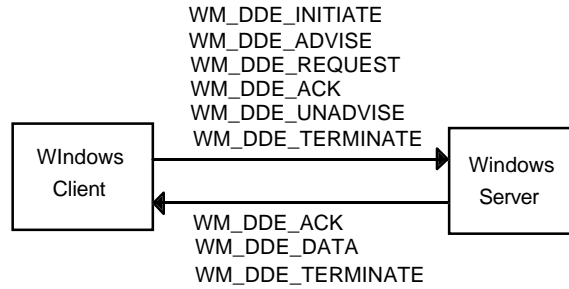 WM_DDE_INITIATE
WM_DDE_ADVISE
WM_DDE_REQUEST
WM_DDE_ACK
WM_DDE_UNADVISE
WM_DDE_TERMINATE
WIndows
Client
Windows
Server
WM_DDE_ACK
WM_DDE_DATA
WM_DDE_TERMINATE